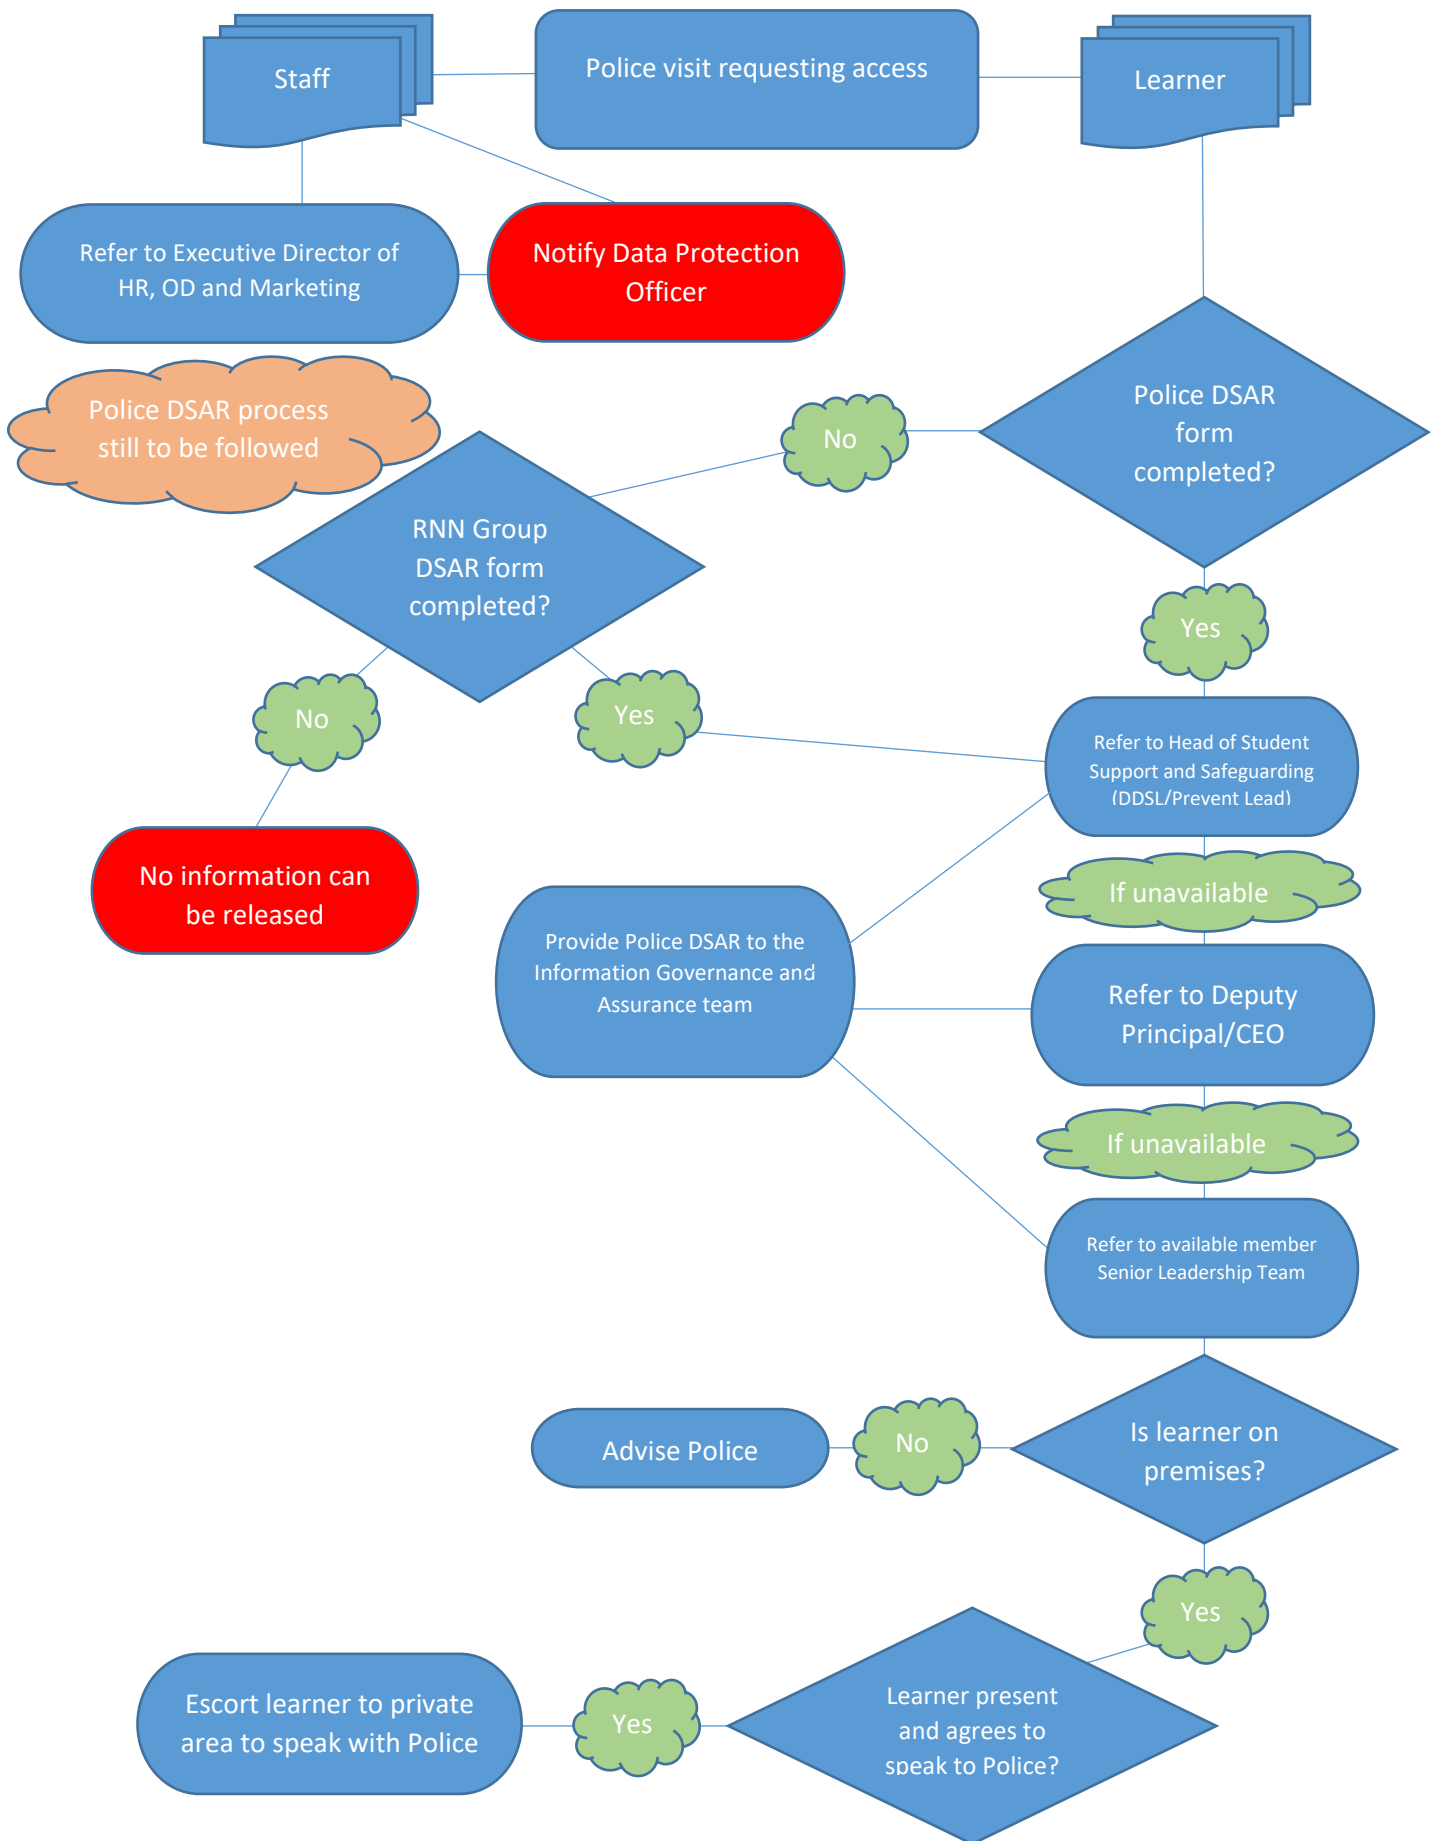 Staff
Police visit requesting access
Learner
Refer to Executive Director of
HR, OD and Marketing
Notify Data Protection
Officer
Police DSAR process
still to be followed
No
Police DSAR
form
completed?
RNN Group
DSAR form
completed?
Yes
No
Yes
Refer to Head of Student
Support and Safeguarding
(DDSL/Prevent Lead)
No information can
be released
If unavailable
Provide Police DSAR to the
Information Governance and
Assurance team
Refer to Deputy
Principal/CEO
If unavailable
Refer to available member
Senior Leadership Team
Advise Police
No
Is learner on
premises?
Yes
Escort learner to private
area to speak with Police
Yes
Learner present
and agrees to
speak to Police?